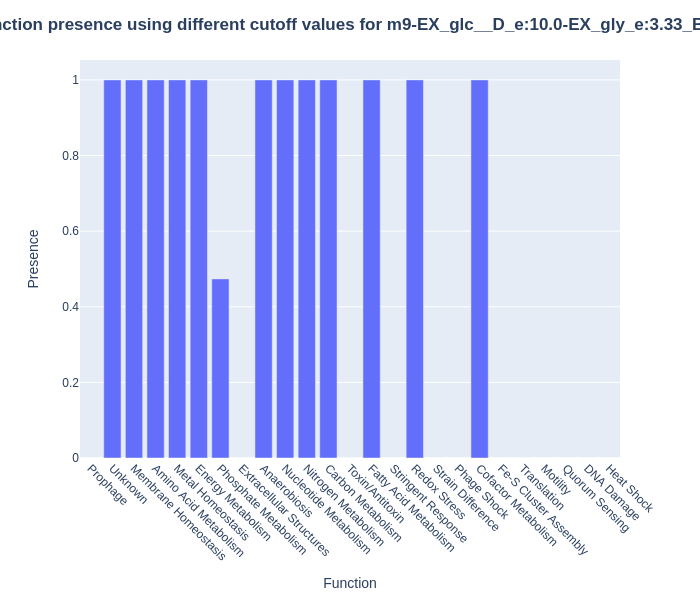 nction presence using different cutoff values for m9-EX_glc__D_e:10.0-EX_gly_e:3.33_E
1
0.8
0.6
0.4
0.2
0
Presence
Prophage
Unknown
Membrane Homeostasis
Amino Acid Metabolism
Metal Homeostasis
Energy Metabolism
Phosphate Metabolism
Extracellular Structures
Anaerobiosis
Nucleotide Metabolism
Nitrogen Metabolism
Carbon Metabolism
Toxin/Antitoxin
Fatty Acid Metabolism
Stringent Response
Redox Stress
Strain Difference
Phage Shock
Cofactor Metabolism
Fe-S Cluster Assembly
Translation
Motility
Quorum Sensing
DNA Damage
Heat Shock
Function